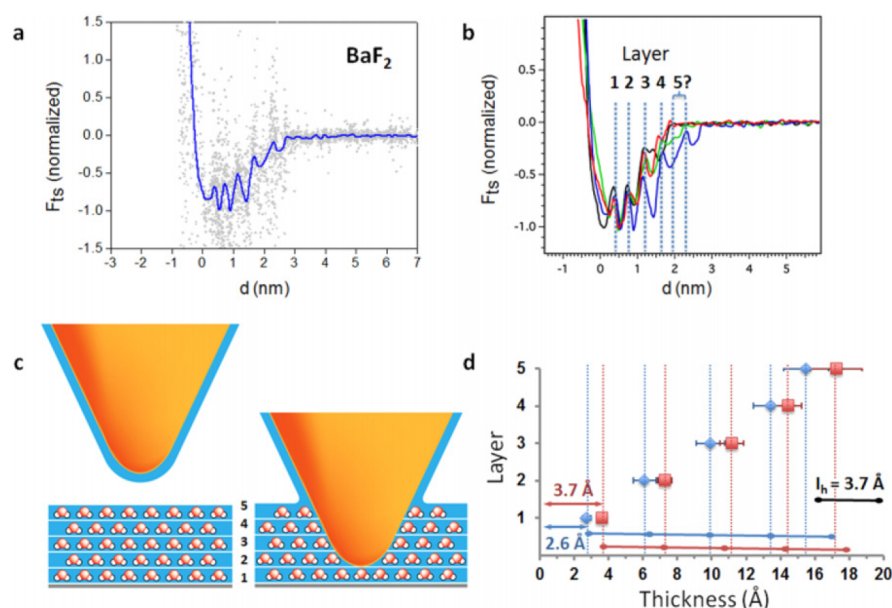 a
BaF2
Fts (normalized)
1.5
1.0
0.5
0.0
-0.5
-1.0
-1.5
-3 -2 -1 0 1 2 3 4 5 6 7
d (nm)
b
Layer
1 2 3 4 5?
Fts (normalized)
0.5
0.0
-0.5
-1.0
-1 0 1 2 3 4 5
d (nm)
c
5
4
3
2
1
d
Layer
5
4
3
2
1
3.7 Å
2.6 Å
Ih = 3.7 Å
0 2 4 6 8 10 12 14 16 18 20
Thickness (Å)